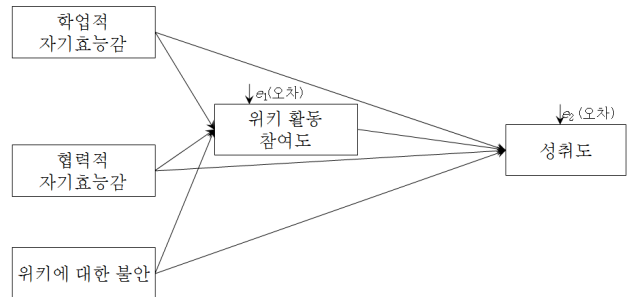 학업적
자기효능감
e₁(오차)
위키 활동
참여도
e₂ (오차)
성취도
협력적
자기효능감
위키에 대한 불안